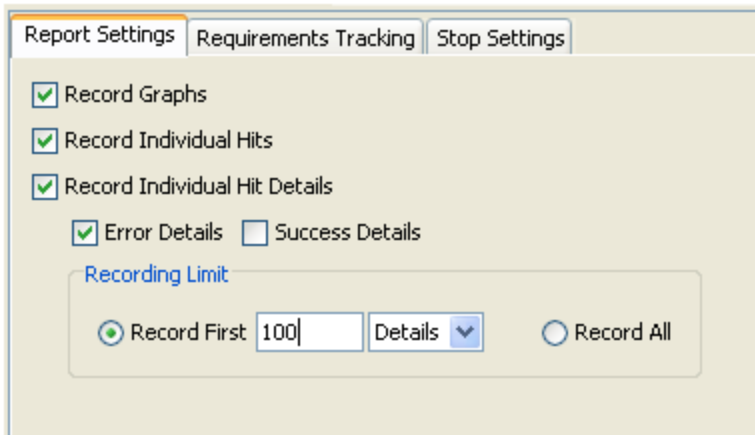 Report Settings Requirements Tracking Stop Settings
Record Graphs
Record Individual Hits
Record Individual Hit Details
Error Details Success Details
Recording Limit
Record First 100 Details Record All